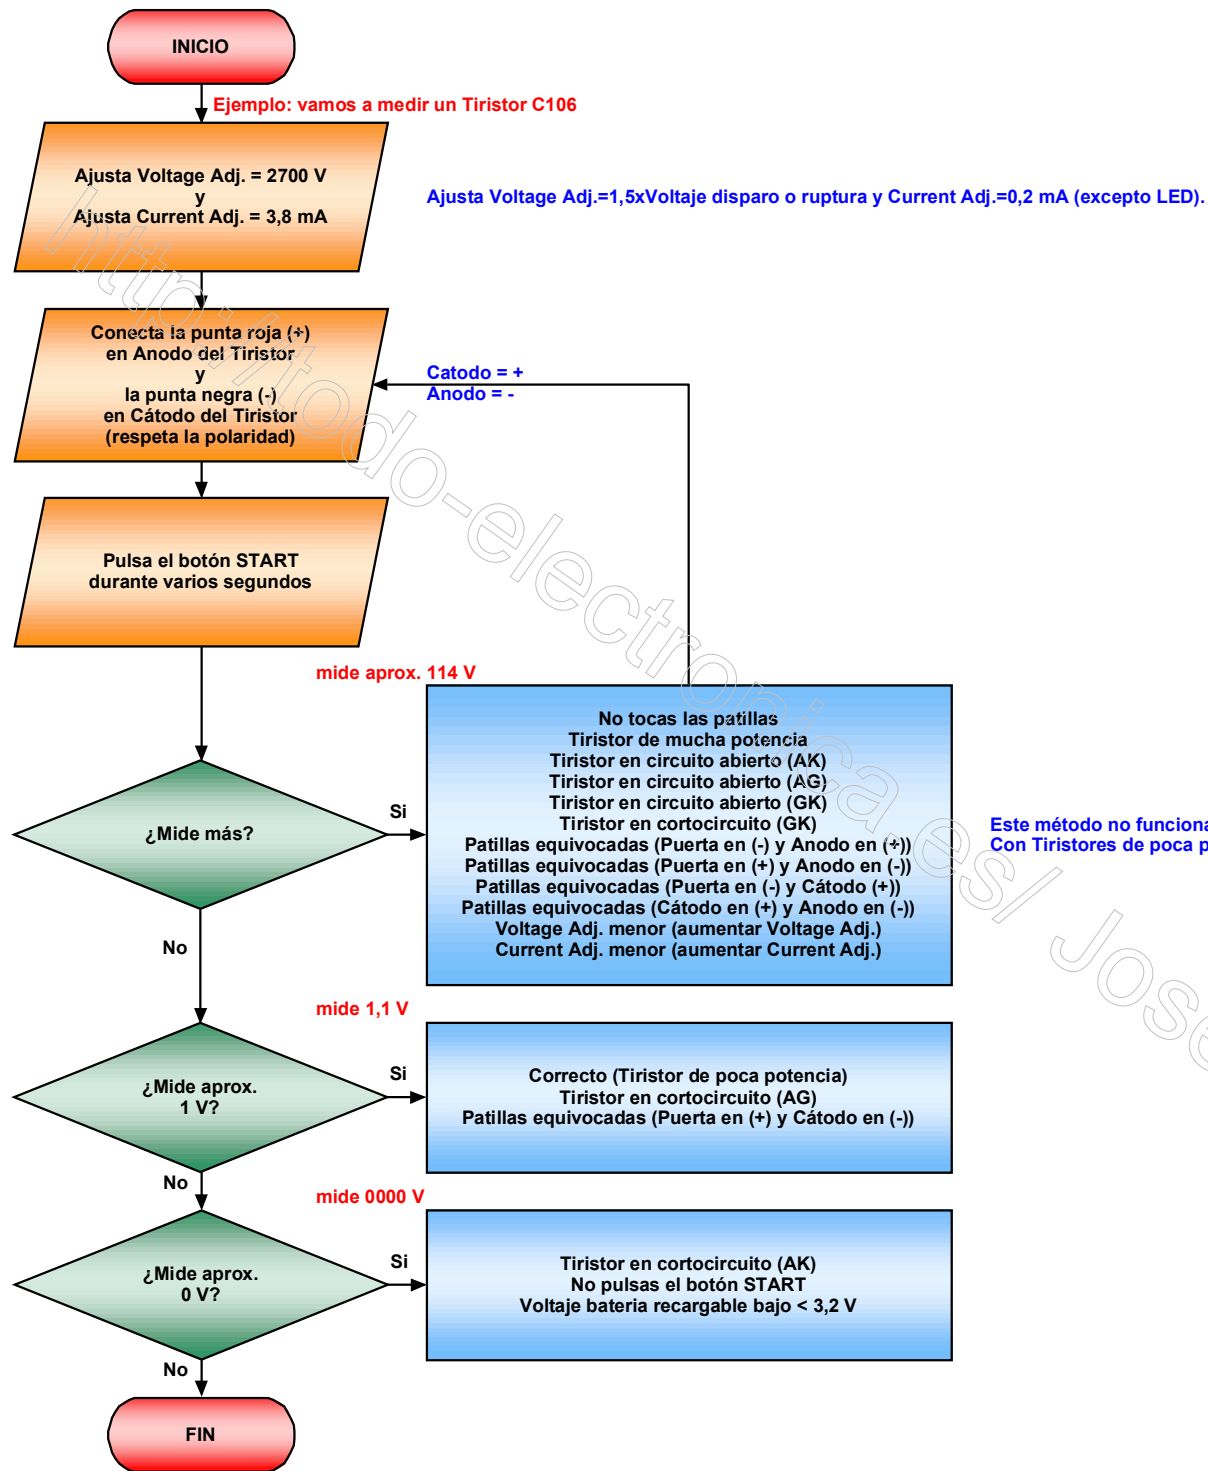 INICIO
Ejemplo: vamos a medir un Tiristor C106
Ajusta Voltage Adj. = 2700 V
y
Ajusta Current Adj. = 3,8 mA
Ajusta Voltage Adj.=1,5xVoltaje disparo o ruptura y Current Adj.=0,2 mA (excepto LED).
Conecta la punta roja (+)
en Anodo del Tiristor
y
la punta negra (-)
en Cátodo del Tiristor
(respeta la polaridad)
Catodo = +
Anodo = -
Pulsa el botón START
durante varios segundos
mide aprox. 114 V
¿Mide más?
Si
No tocas las patillas
Tiristor de mucha potencia
Tiristor en circuito abierto (AK)
Tiristor en circuito abierto (AG)
Tiristor en circuito abierto (GK)
Tiristor en cortocircuito (GK)
Patillas equivocadas (Puerta en (-) y Anodo en (+))
Patillas equivocadas (Puerta en (+) y Anodo en (-))
Patillas equivocadas (Puerta en (-) y Cátodo (+))
Patillas equivocadas (Cátodo en (+) y Anodo en (-))
Voltage Adj. menor (aumentar Voltage Adj.)
Current Adj. menor (aumentar Current Adj.)
Este método no funciona
Con Tiristores de poca p
No
mide 1,1 V
¿Mide aprox.
1 V?
Si
Correcto (Tiristor de poca potencia)
Tiristor en cortocircuito (AG)
Patillas equivocadas (Puerta en (+) y Cátodo en (-))
No
mide 0000 V
¿Mide aprox.
0 V?
Si
Tiristor en cortocircuito (AK)
No pulsas el botón START
Voltaje bateria recargable bajo < 3,2 V
No
FIN
http://todo-electronica.es/ Jose